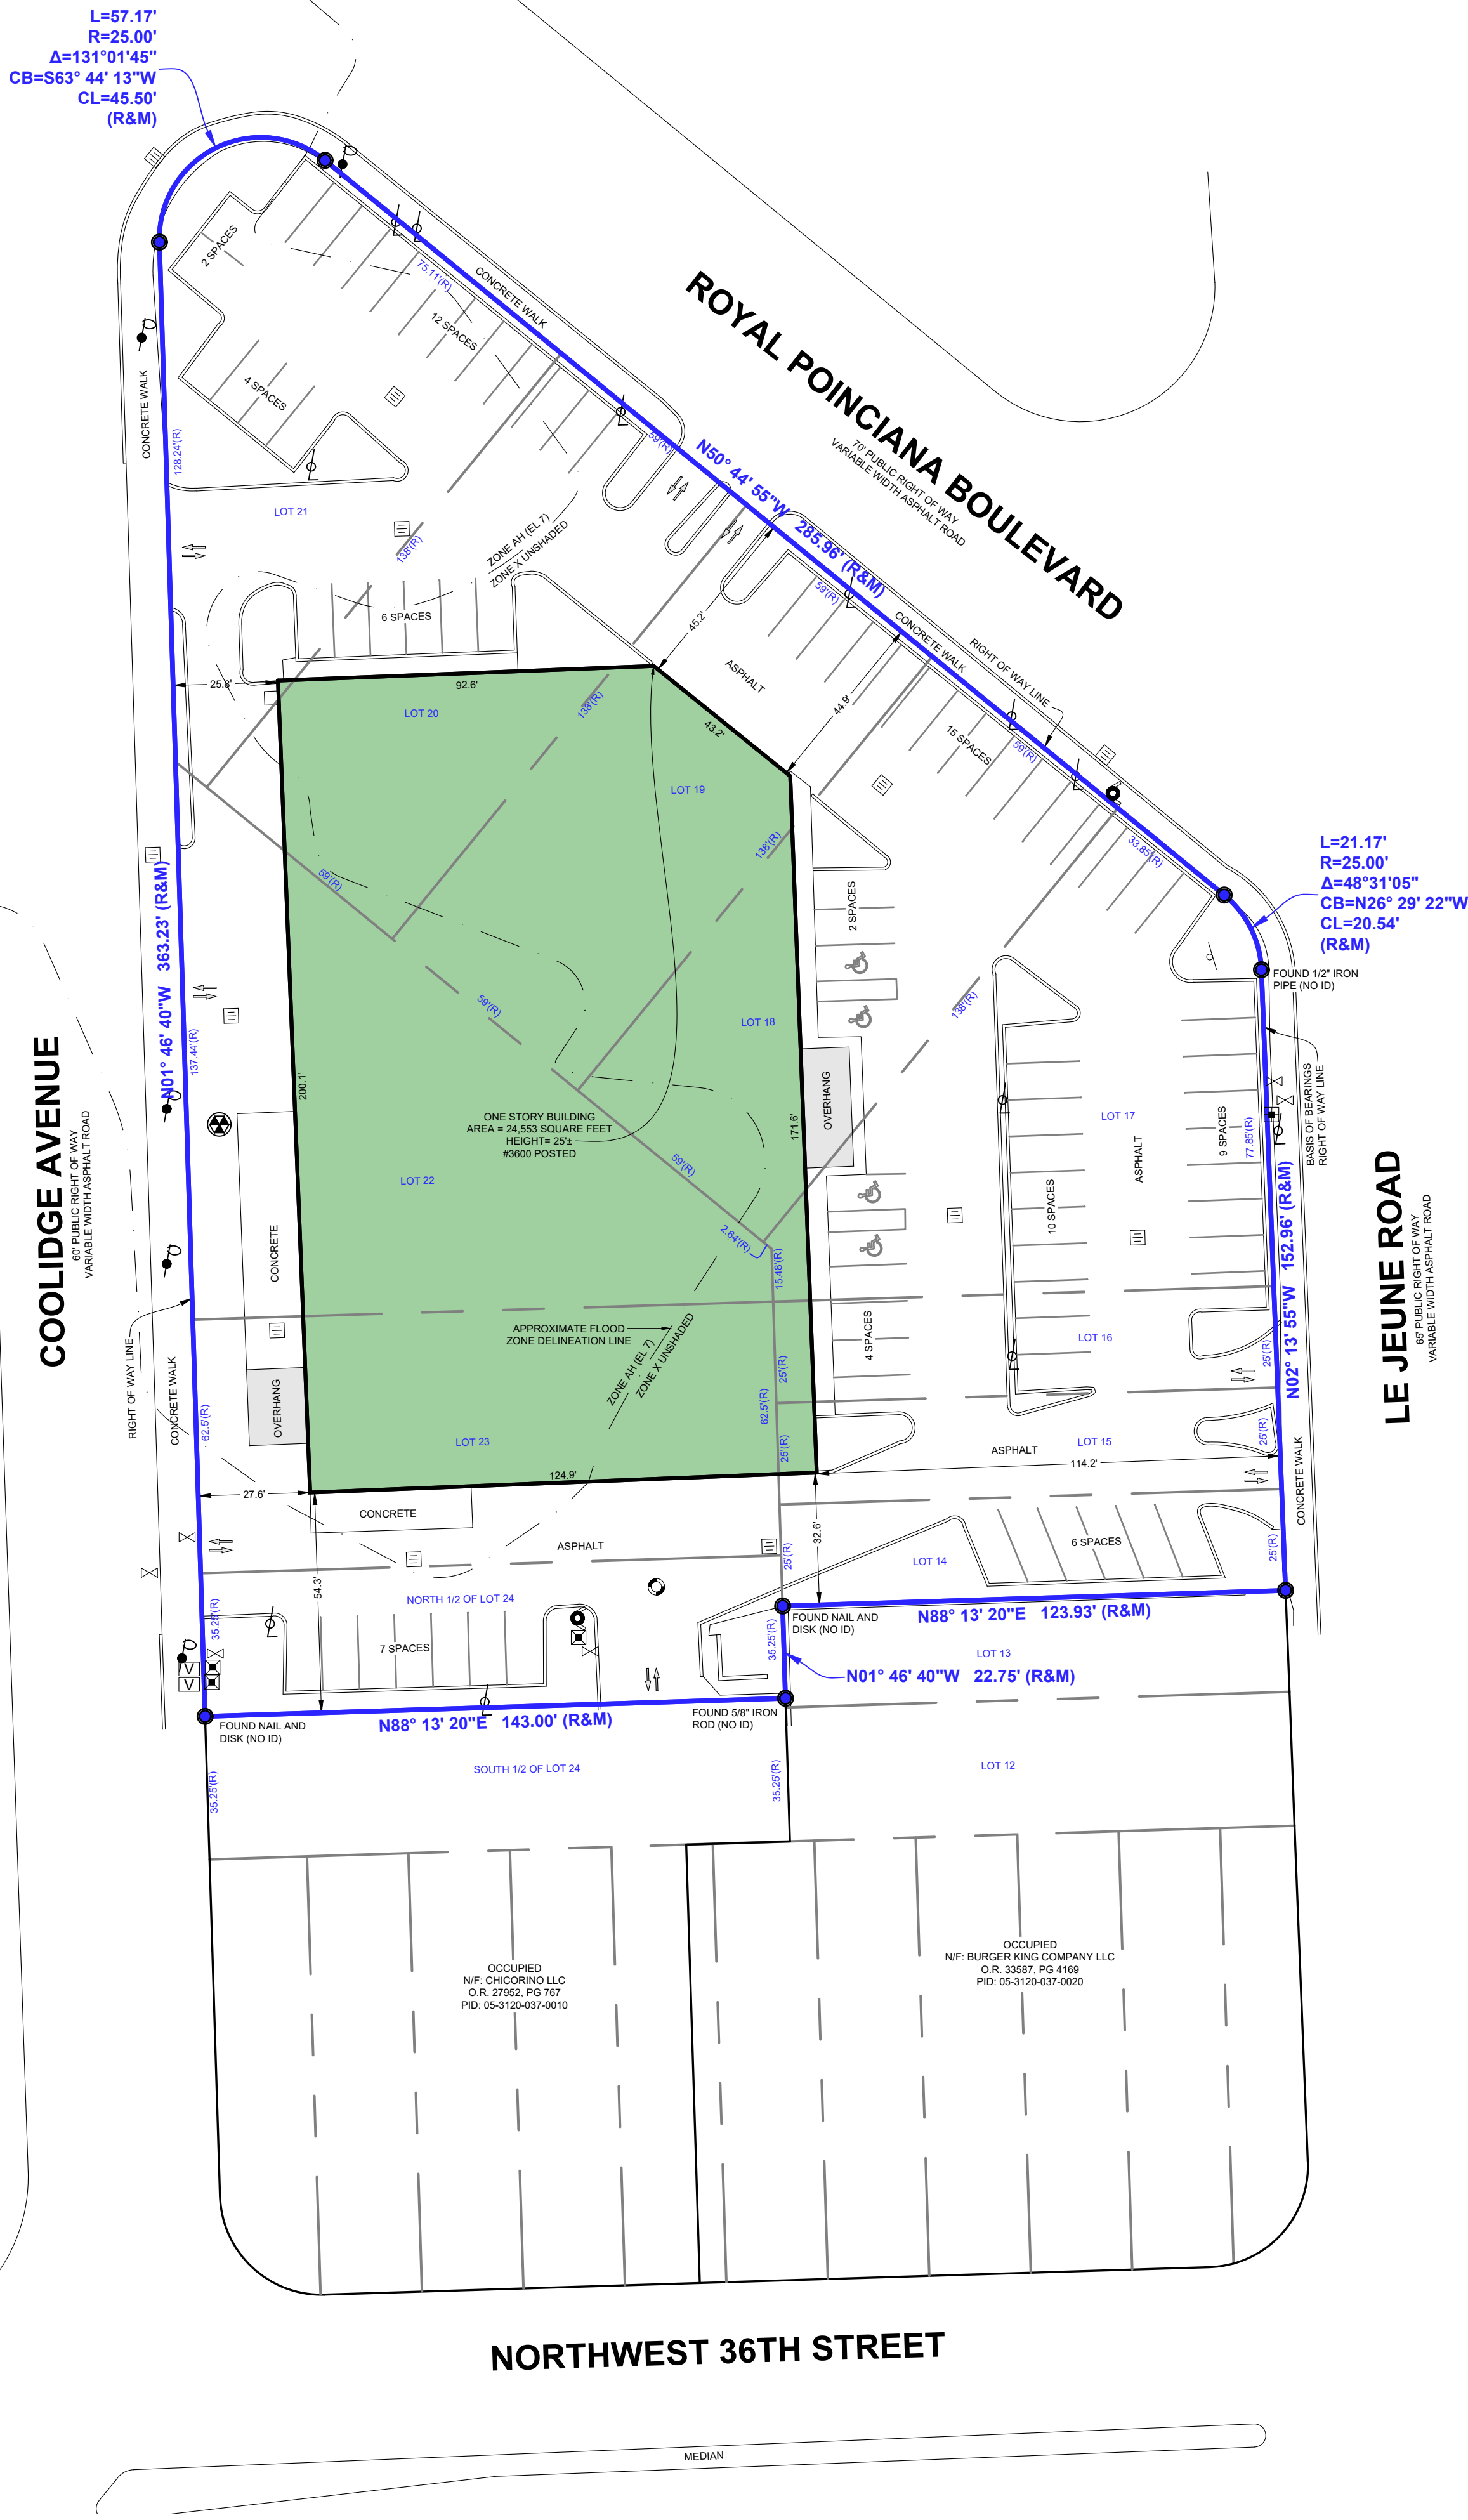 L=57.17'
R=25.00'
Δ=131°01'45"
CB=S63° 44' 13"W
CL=45.50'
(R&M)
2 SPACES
75.11'(R)
CONCRETE WALK
12 SPACES
4 SPACES
CONCRETE WALK
128.24'(R)
ROYAL POINCIANA BOULEVARD
70' PUBLIC RIGHT OF WAY
VARIABLE WIDTH ASPHALT ROAD
59'(R)
N50° 44' 55"W 285.96' (R&M)
LOT 21
138'(R)
ZONE AH (EL 7)
ZONE X UNSHADED
6 SPACES
59'(R)
45.2'
CONCRETE WALK
RIGHT OF WAY LINE
ASPHALT
44.9'
25.8'
92.6'
LOT 20
138'(R)
43.2'
15 SPACES
59'(R)
LOT 19
138'(R)
33.85'(R)
L=21.17'
R=25.00'
Δ=48°31'05"
CB=N26° 29' 22"W
CL=20.54'
(R&M)
59'(R)
2 SPACES
N01° 46' 40"W 363.23' (R&M)
FOUND 1/2" IRON
PIPE (NO ID)
59'(R)
138'(R)
LOT 18
137.44'(R)
200.1'
COOLIDGE AVENUE
60' PUBLIC RIGHT OF WAY
VARIABLE WIDTH ASPHALT ROAD
OVERHANG
171.6'
ONE STORY BUILDING
AREA = 24,553 SQUARE FEET
HEIGHT= 25'±
#3600 POSTED
LOT 17
9 SPACES
77.85'(R)
BASIS OF BEARINGS
RIGHT OF WAY LINE
ASPHALT
59'(R)
LOT 22
10 SPACES
LE JEUNE ROAD
65' PUBLIC RIGHT OF WAY
VARIABLE WIDTH ASPHALT ROAD
2.64'(R)
15.48'(R)
CONCRETE
N02° 13' 55"W 152.96' (R&M)
APPROXIMATE FLOOD
ZONE DELINEATION LINE
ZONE AH (EL 7)
ZONE X UNSHADED
4 SPACES
LOT 16
25'(R)
RIGHT OF WAY LINE
CONCRETE WALK
OVERHANG
62.5'(R)
25'(R)
62.5'(R)
25'(R)
LOT 23
LOT 15
25'(R)
ASPHALT
114.2'
124.9'
CONCRETE WALK
27.6'
CONCRETE
32.6'
ASPHALT
25'(R)
6 SPACES
25'(R)
LOT 14
54.3'
NORTH 1/2 OF LOT 24
35.25'(R)
FOUND NAIL AND
DISK (NO ID)
N88° 13' 20"E 123.93' (R&M)
7 SPACES
35.25'(R)
LOT 13
N01° 46' 40"W 22.75' (R&M)
V
V
FOUND NAIL AND
DISK (NO ID)
N88° 13' 20"E 143.00' (R&M)
FOUND 5/8" IRON
ROD (NO ID)
SOUTH 1/2 OF LOT 24
35.25'(R)
35.25'(R)
LOT 12
OCCUPIED
N/F: CHICORINO LLC
O.R. 27952, PG 767
PID: 05-3120-037-0010
OCCUPIED
N/F: BURGER KING COMPANY LLC
O.R. 33587, PG 4169
PID: 05-3120-037-0020
NORTHWEST 36TH STREET
MEDIAN